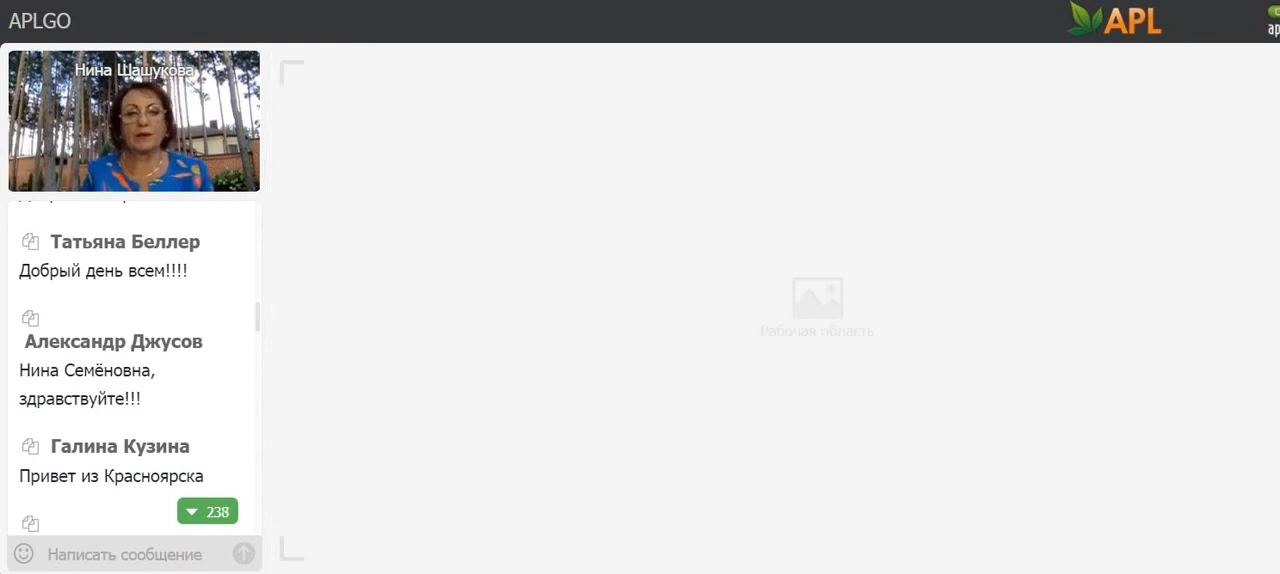 APLGO
APL
Нина Шашукова
Татьяна Беллер
Добрый день всем!!!!
Александр Джусов
Нина Семёновна,
здравствуйте!!!
Галина Кузина
Привет из Красноярска
238
Написать сообщение
Рабочая область